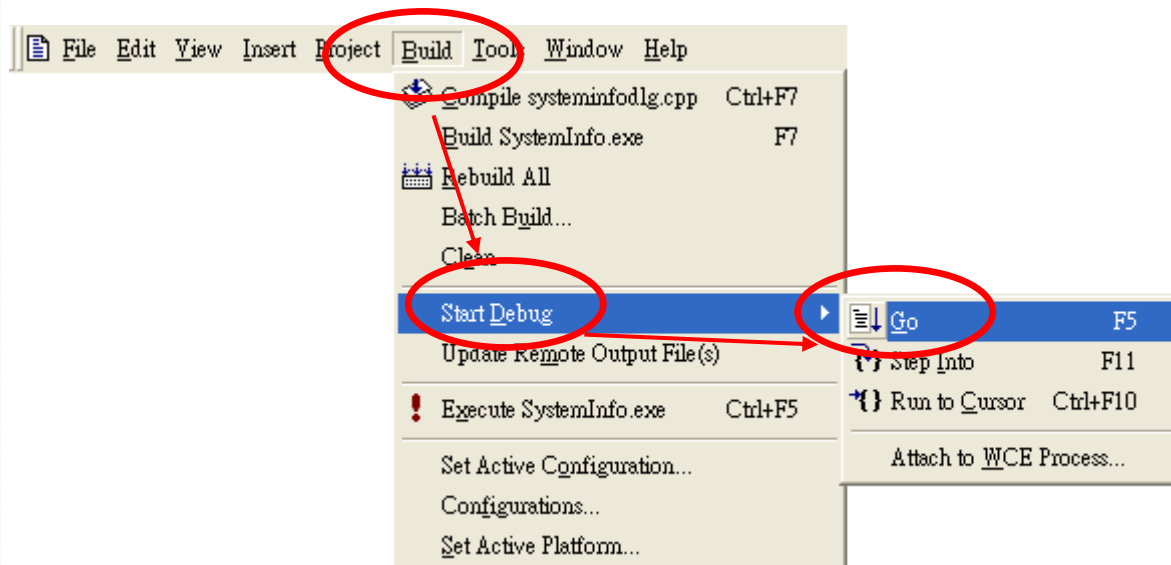 File Edit View Insert Project Build Tools Window Help
Compile systeminfodlg.cpp Ctrl+F7
Build SystemInfo.exe F7
Rebuild All
Batch Build...
Clean
Start Debug
Update Remote Output File(s)
Execute SystemInfo.exe Ctrl+F5
Set Active Configuration...
Configurations...
Set Active Platform...
Go F5
Step Into F11
Run to Cursor Ctrl+F10
Attach to WCE Process...